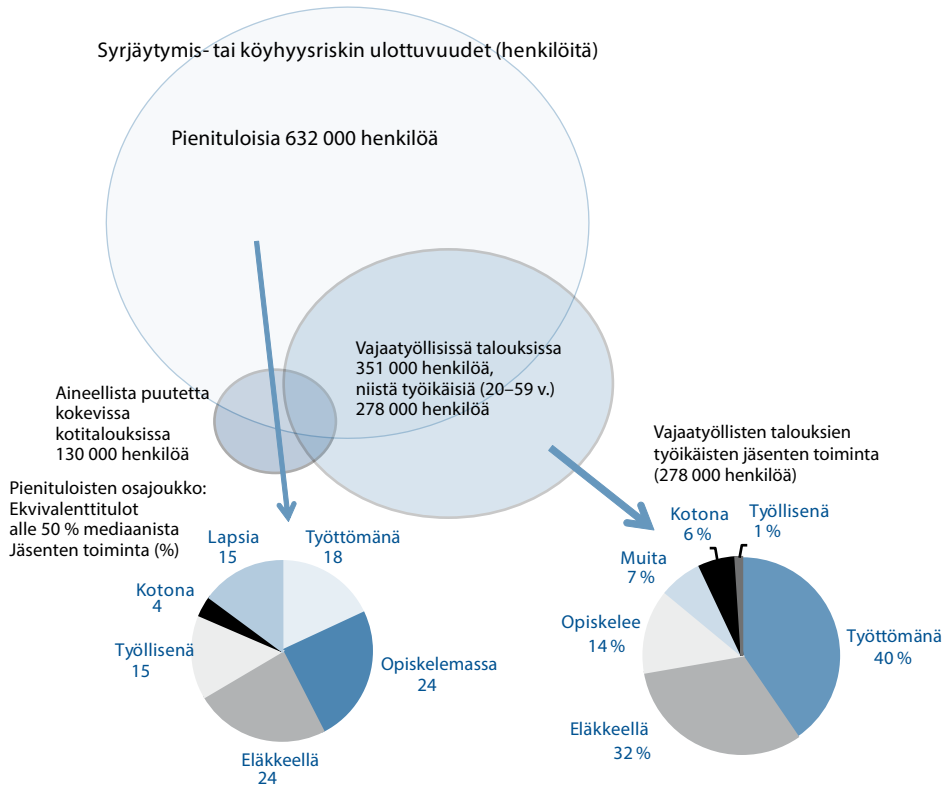 Syrjäytymis- tai köyhyysriskin ulottuvuudet (henkilöitä)
Pienituloisia 632 000 henkilöä
Vajaatyöllisissä talouksissa
351 000 henkilöä,
niistä työikäisiä (20–59 v.)
278 000 henkilöä
Aineellista puutetta
kokevissa
kotitalouksissa
130 000 henkilöä
Pienituloisten osajoukko:
Ekvivalenttitulot
alle 50 % mediaanista
Jäsenten toiminta (%)
Lapsia
15
Työttömänä
18
Kotona
4
Työllisenä
15
Opiskelemassa
24
Eläkkeellä
24
Vajaatyöllisten talouksien
työikäisten jäsenten toiminta
(278 000 henkilöä)
Kotona
6 %
Työllisenä
1 %
Muita
7 %
Opiskelee
14 %
Työttömänä
40 %
Eläkkeellä
32 %